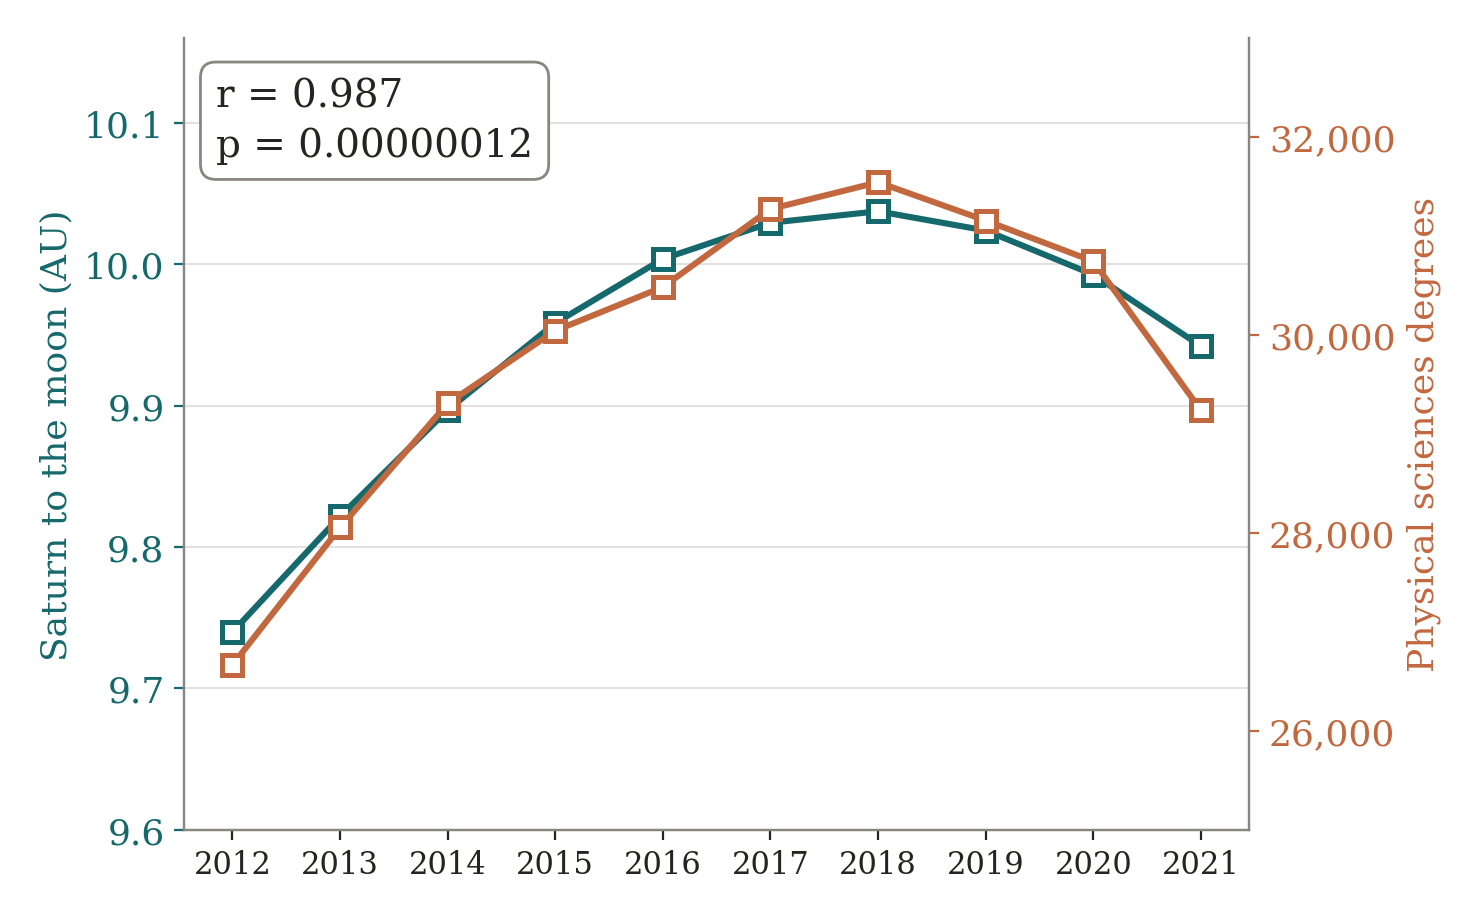 r = 0.987
p = 0.00000012
Saturn to the moon (AU)
10.1
10.0
9.9
9.8
9.7
9.6
32,000
30,000
28,000
26,000
Physical sciences degrees
2012 2013 2014 2015 2016 2017 2018 2019 2020 2021